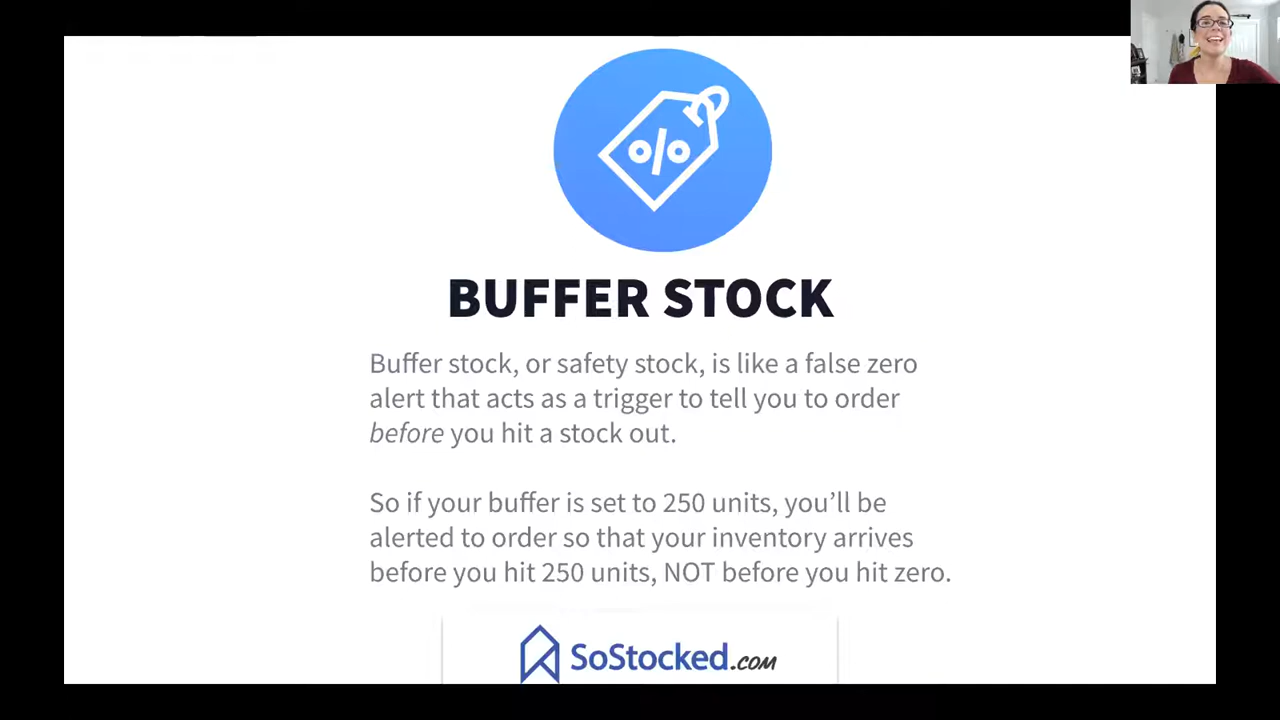 %
BUFFER STOCK
Buffer stock, or safety stock, is like a false zero
alert that acts as a trigger to tell you to order
before you hit a stock out.
So if your buffer is set to 250 units, you’ll be
alerted to order so that your inventory arrives
before you hit 250 units, NOT before you hit zero.
SoStocked.com